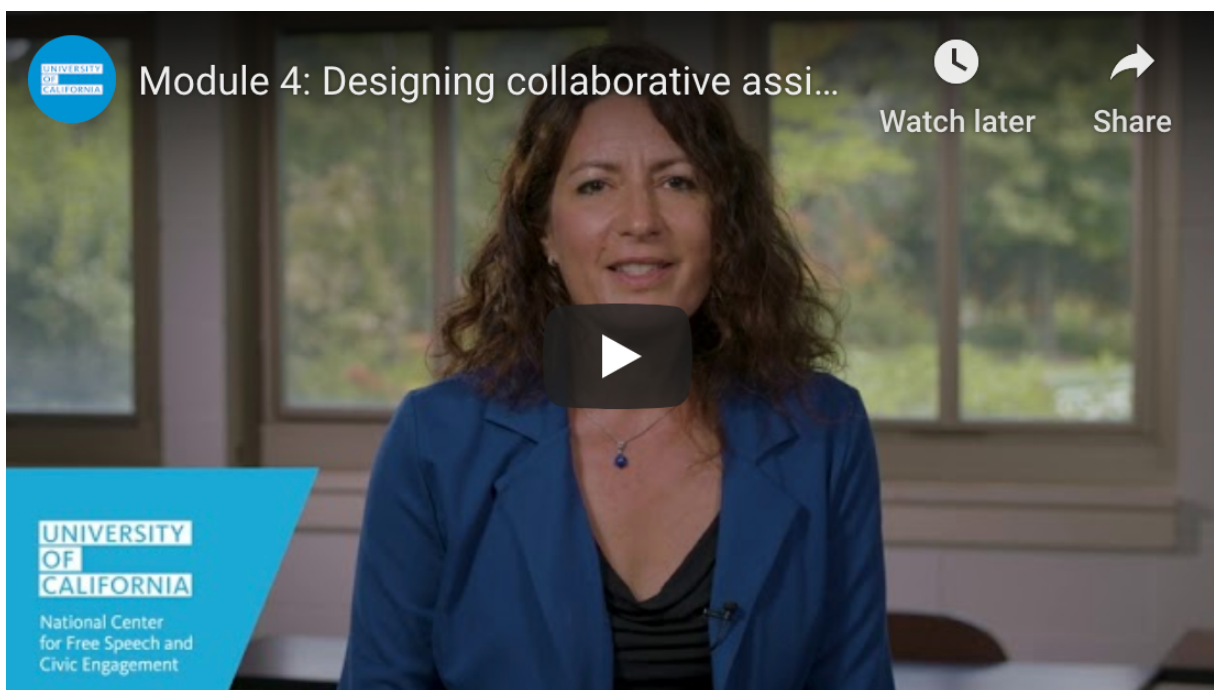 UNIVERSITY
OF
CALIFORNIA
Module 4: Designing collaborative assi...
Watch later
Share
UNIVERSITY
OF
CALIFORNIA
National Center
for Free Speech and
Civic Engagement